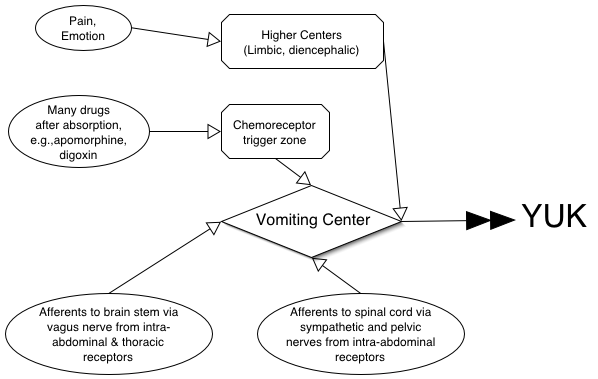 Pain,
Emotion
Higher Centers
(Limbic, diencephalic)
Many drugs
after absorption,
e.g.,apomorphine,
digoxin
Chemoreceptor
trigger zone
Vomiting Center
YUK
Afferents to brain stem via
vagus nerve from intra-
abdominal & thoracic
receptors
Afferents to spinal cord via
sympathetic and pelvic
nerves from intra-abdominal
receptors